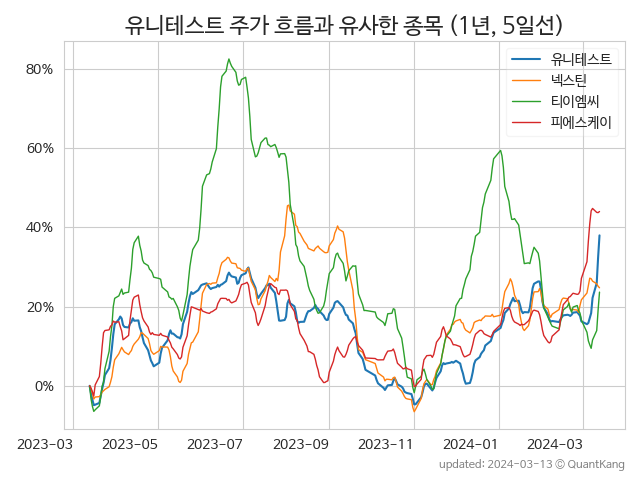 유니테스트 주가 흐름과 유사한 종목 (1년, 5일선)
유니테스트
넥스틴
티이엠씨
피에스케이
80%
60%
40%
20%
0%
2023-03 2023-05 2023-07 2023-09 2023-11 2024-01 2024-03
updated: 2024-03-13 ⓒ QuantKang